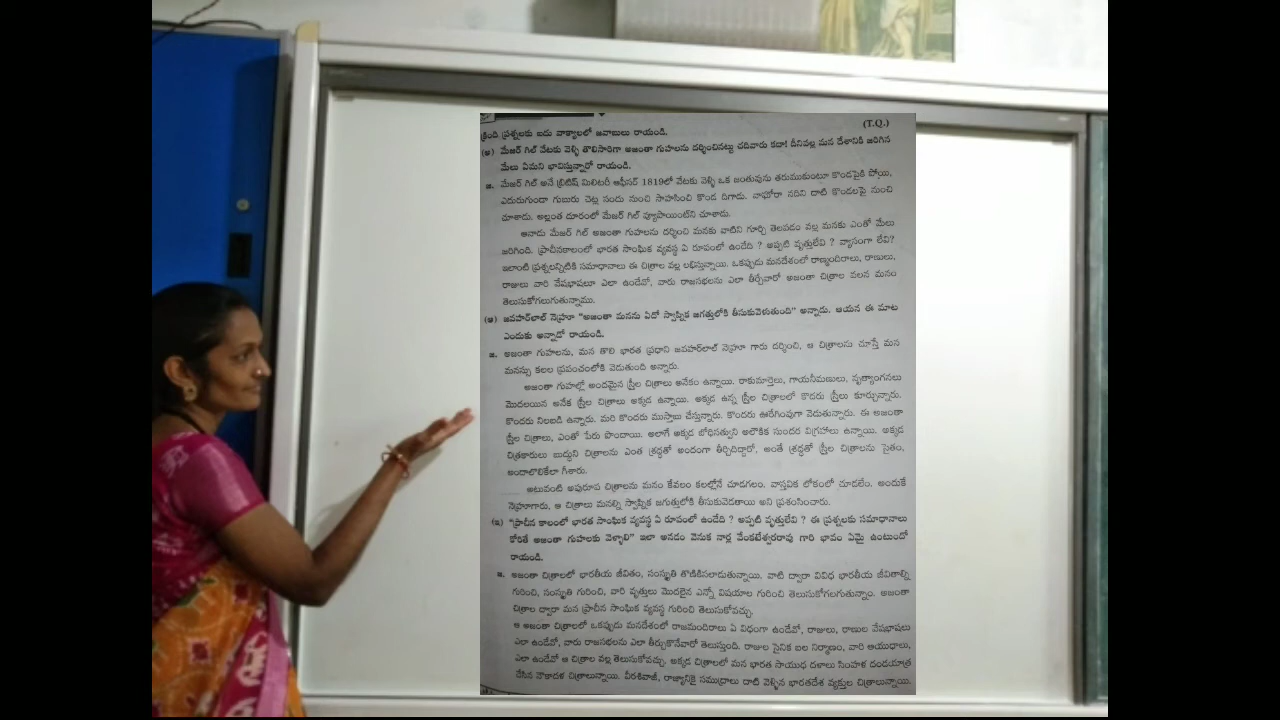 (T.Q.)
క్రింది ప్రశ్నలకు ఐదు వాక్యాలలో జవాబులు రాయండి.
(అ) మేజర్ గిల్ వేటకు వెళ్ళి తొలిసారిగా అజంతా గుహలను దర్శించినట్టు చదివారు కదా! దీనివల్ల మన దేశానికి జరిగిన
మేలు ఏమని భావిస్తున్నారో రాయండి.
జ. మేజర్ గిల్ అనే బ్రిటిష్ మిలిటరీ ఆఫీసర్ 1819లో వేటకు వెళ్ళి ఒక జంతువును తరుముకుంటూ కొండపైకి పోయి,
ఎదురుగుండా గుబురు చెట్ల సందు నుంచి సాహసించి కొండ దిగాడు. వాఘోరా నదిని దాటి కొండలపై నుంచి
చూశాడు. అల్లంత దూరంలో మేజర్ గిల్ వ్యూపాయింట్‌ని చూశాడు.
ఆనాడు మేజర్ గిల్ అజంతా గుహలను దర్శించి మనకు వాటిని గూర్చి తెలపడం వల్ల మనకు ఎంతో మేలు
జరిగింది. ప్రాచీనకాలంలో భారత సాంఘిక వ్యవస్థ ఏ రూపంలో ఉండేది ? అప్పటి వృత్తులేవి ? వ్యాసంగా లేవి?
ఇలాంటి ప్రశ్నలన్నిటికి సమాధానాలు ఈ చిత్రాల వల్ల లభిస్తున్నాయి. ఒకప్పుడు మనదేశంలో రాణ్మందిరాలు, రాణులు,
రాజులు వారి వేషభాషలూ ఎలా ఉండేవో, వారు రాజసభలను ఎలా తీర్చేవారో అజంతా చిత్రాల వలన మనం
తెలుసుకోగలుగుతున్నాము.
(ఆ) జవహర్‌లాల్ నెహ్రూ "అజంతా మనను ఏదో స్వాప్నిక జగత్తులోకి తీసుకువెళుతుంది" అన్నాడు. ఆయన ఈ మాట
ఎందుకు అన్నాడో రాయండి.
జ. అజంతా గుహలను, మన తొలి భారత ప్రధాని జవహర్‌లాల్ నెహ్రూ గారు దర్శించి, ఆ చిత్రాలను చూస్తే మన
మనస్సు కలల ప్రపంచంలోకి వెడుతుంది అన్నారు.
అజంతా గుహల్లో అందమైన స్త్రీల చిత్రాలు అనేకం ఉన్నాయి. రాకుమార్తెలు, గాయనీమణులు, నృత్యాంగనలు
మొదలయిన అనేక స్త్రీల చిత్రాలు అక్కడ ఉన్నాయి. అక్కడ ఉన్న స్త్రీల చిత్రాలలో కొదరు స్త్రీలు కూర్చున్నారు.
కొందరు నిలబడి ఉన్నారు. మరి కొందరు ముస్తాబు చేస్తున్నారు. కొందరు ఊరేగింపుగా వెడుతున్నారు. ఈ అజంతా
స్త్రీల చిత్రాలు, ఎంతో పేరు పొందాయి. అలాగే ఆక్కడ బోధిసత్వుని అలౌకిక సుందర విగ్రహాలు ఉన్నాయి. అక్కడ
చిత్రకారులు బుద్ధుని చిత్రాలను ఎంత శ్రద్ధతో అందంగా తీర్చిదిద్దారో, అంతే శ్రద్ధతో స్త్రీల చిత్రాలను సైతం,
అందాలొలికేలా గీశారు.
అటువంటి అపురూప చిత్రాలను మనం కేవలం కలల్లోనే చూడగలం. వాస్తవిక లోకంలో చూడలేం. అందుకే
నెహ్రూగారు, ఆ చిత్రాలు మనల్ని స్వాప్నిక జగత్తులోకి తీసుకువెడతాయి అని ప్రశంసించారు.
(ఇ) "ప్రాచీన కాలంలో భారత సాంఘిక వ్యవస్థ ఏ రూపంలో ఉండేది ? అప్పటి వృత్తులేవి ? ఈ ప్రశ్నలకు సమాధానాలు
కోరితే అజంతా గుహలకు వెళ్ళాలి" ఇలా అనడం వెనుక నార్ల వేంకటేశ్వరరావు గారి భావం ఏమై ఉంటుందో
రాయండి.
జ. అజంతా చిత్రాలలో భారతీయ జీవితం, సంస్కృతి తొణికిసలాడుతున్నాయి. వాటి ద్వారా వివిధ భారతీయ జీవితాల్ని
గురించి, సంస్కృతి గురించి, వారి వృత్తులు మొదలైన ఎన్నో విషయాల గురించి తెలుసుకోగలగుతున్నాం. అజంతా
చిత్రాల ద్వారా మన ప్రాచీన సాంఘిక వ్యవస్థ గురించి తెలుసుకోవచ్చు.
ఆ అజంతా చిత్రాలలో ఒకప్పుడు మనదేశంలో రాజమందిరాలు ఏ విధంగా ఉండేవో, రాజులు, రాణుల వేషభాషలు
ఎలా ఉండేవో, వారు రాజసభలను ఎలా తీర్చుకొనేవారో తెలుస్తుంది. రాజుల సైనిక బల నిర్మాణం, వారి ఆయుధాలు,
ఎలా ఉండేవో ఆ చిత్రాల వల్ల తెలుసుకోవచ్చు. అక్కడ చిత్రాలలో మన భారత సాయుధ దళాలు సింహళ దండయాత్ర
చేసిన నౌకాదళ చిత్రాలున్నాయి. వీరశివాజీ, రాజ్యానికై సముద్రాలు దాటి వెళ్ళిన భారతదేశ వ్యక్తుల చిత్రాలున్నాయి.